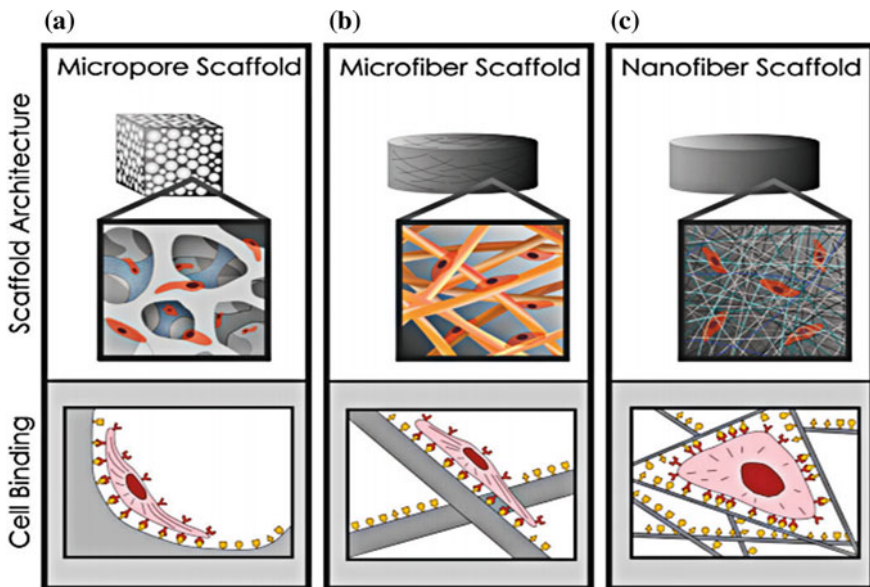 (a)
(b)
(c)
Micropore Scaffold
Microfiber Scaffold
Nanofiber Scaffold
Scaffold Architecture
Cell Binding